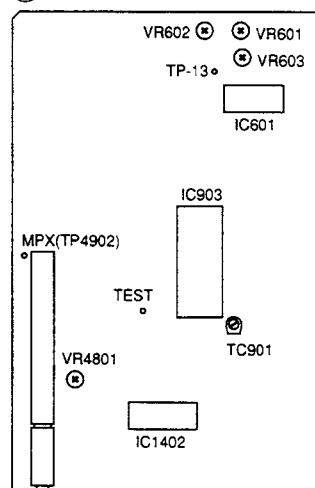 VR602 VR601
VR603
TP-13
IC601
IC903
MPX(TP4902)
TEST
TC901
VR4801
IC1402